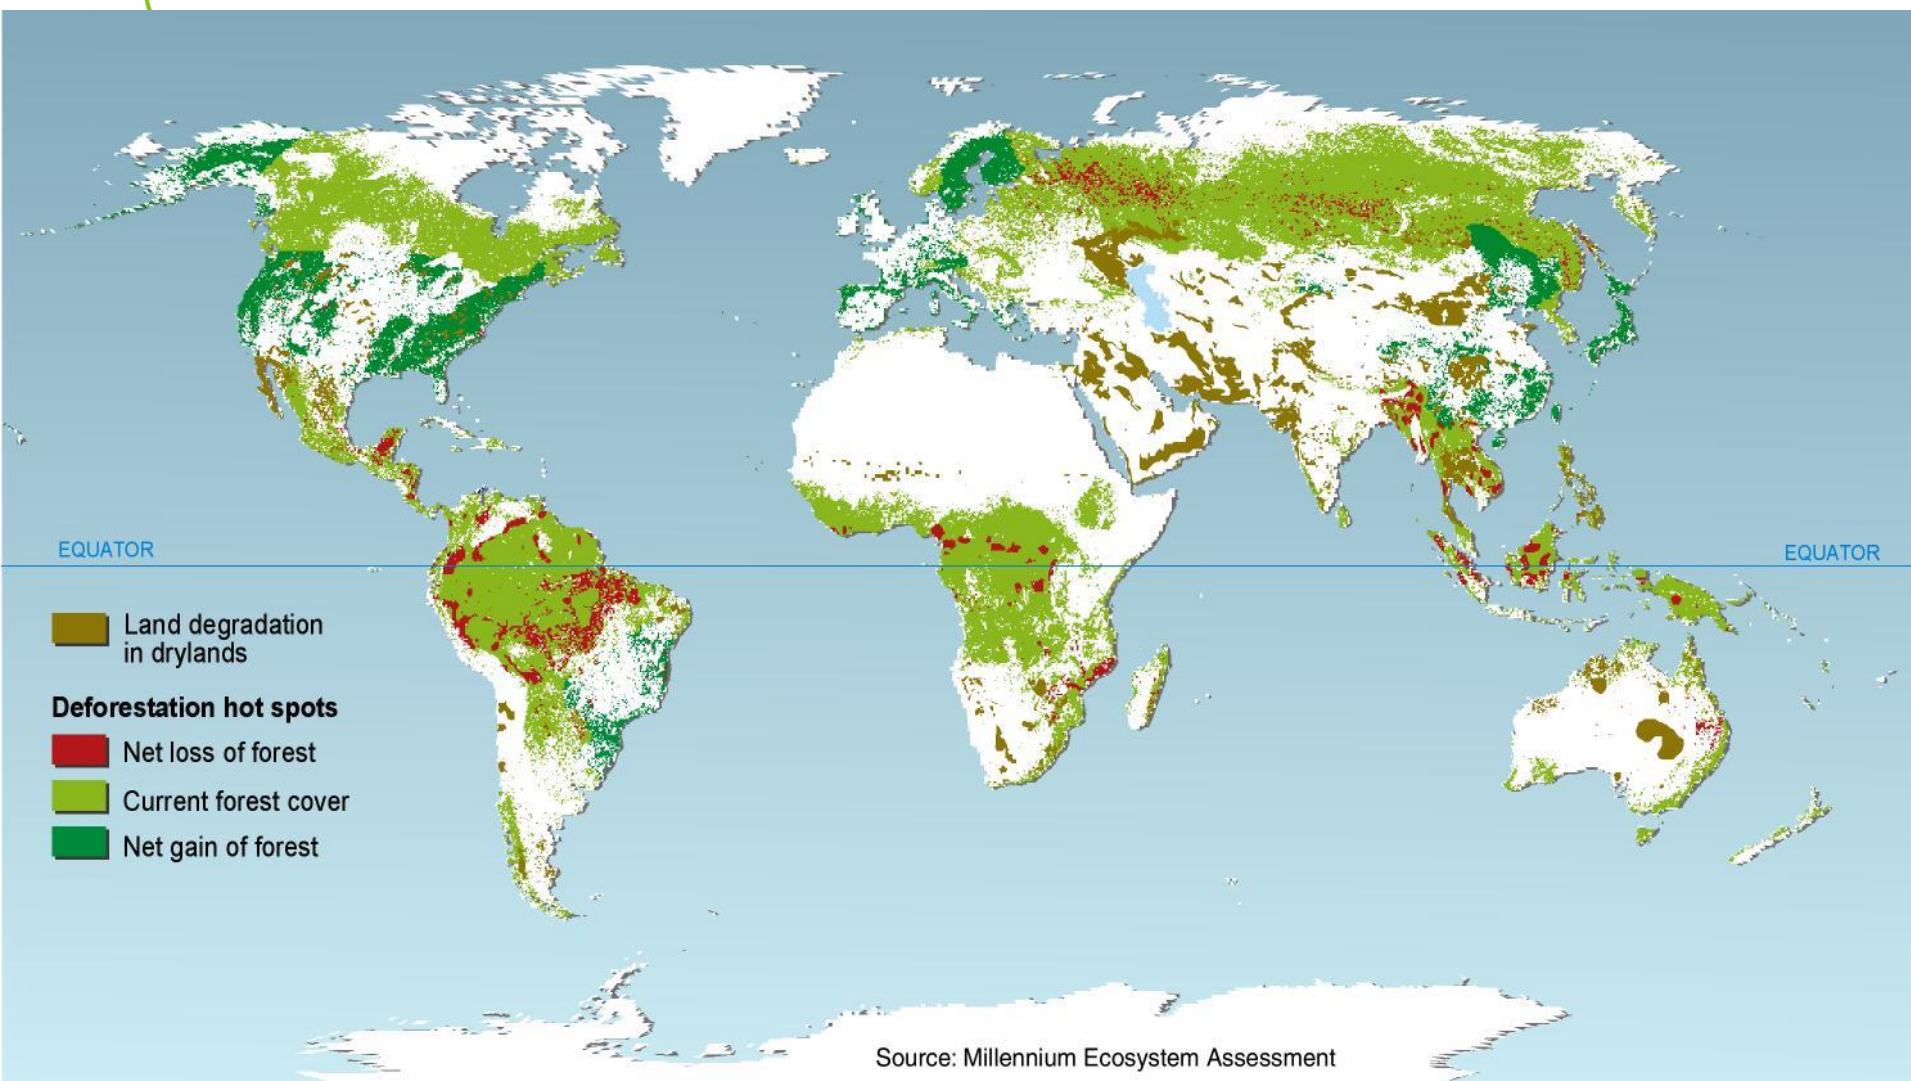 EQUATOR
EQUATOR
Land degradation
in drylands
Deforestation hot spots
Net loss of forest
Current forest cover
Net gain of forest
Source: Millennium Ecosystem Assessment